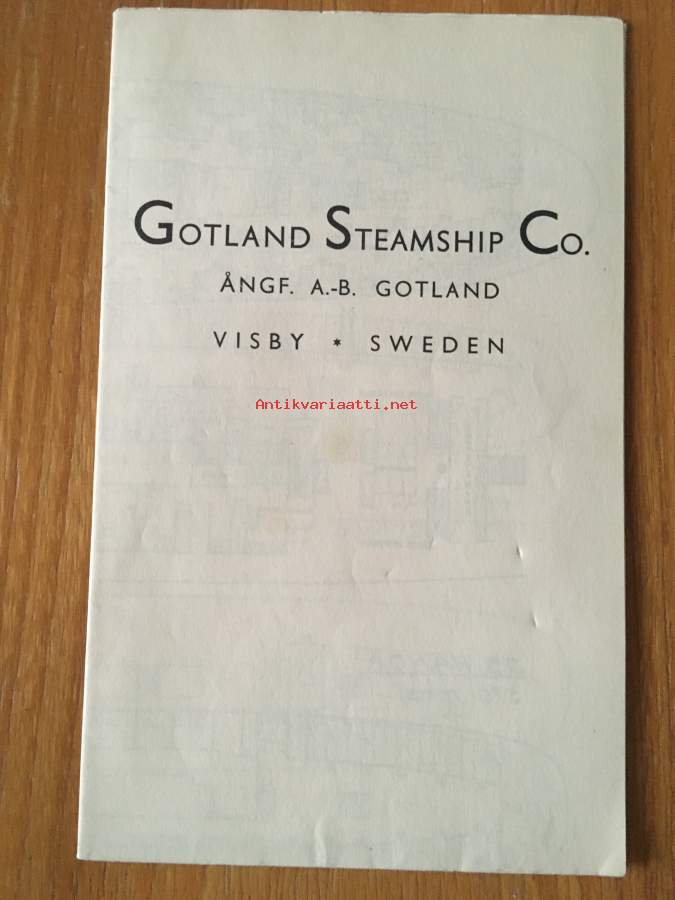 GOTLAND STEAMSHIP CO.
ÅNGF. A.-B. GOTLAND
VISBY * SWEDEN
Antikvariaatti.net